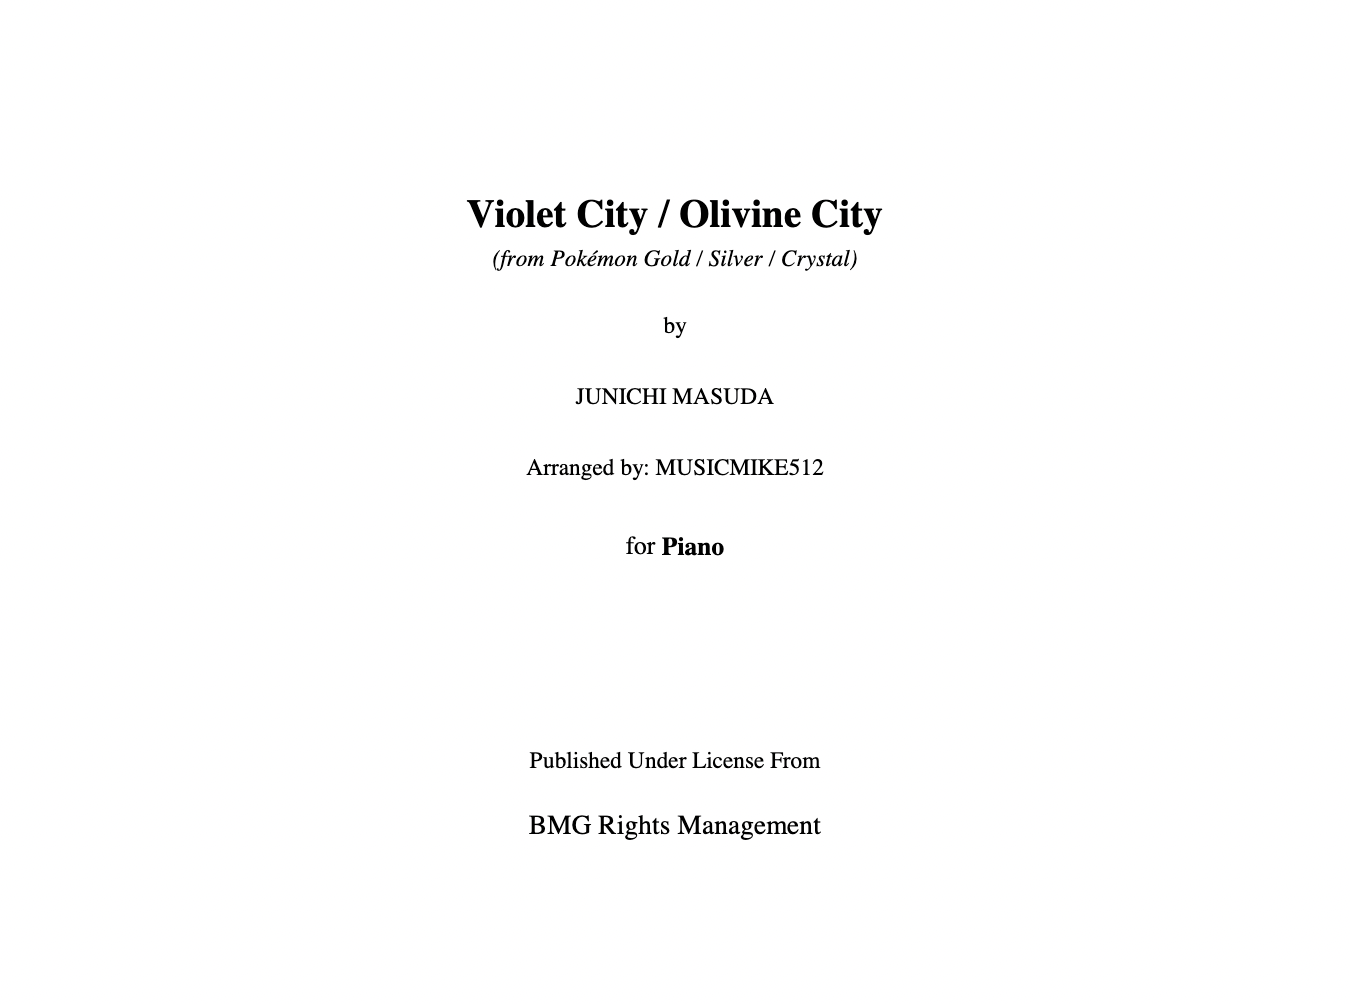 Violet City / Olivine City
(from Pokémon Gold / Silver / Crystal)
by
JUNICHI MASUDA
Arranged by: MUSICMIKE512
for Piano
Published Under License From
BMG Rights Management